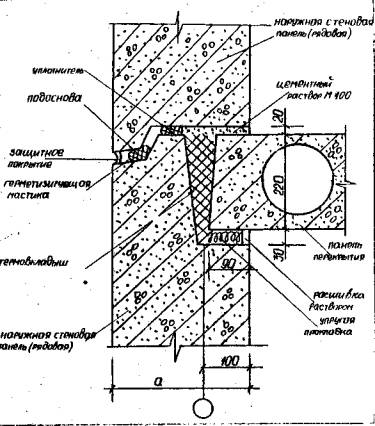 наружная стеновая
панель (рядовая)
уплотнитель
подоснова
цементный
раствор М 100
защитное
покрытие
герметизирующая
мастика
термовкладыш
20
220
30
90
панель
перекрытия
расшивка
раствором
упругая
прокладка
наружная стеновая
панель (рядовая)
100
а